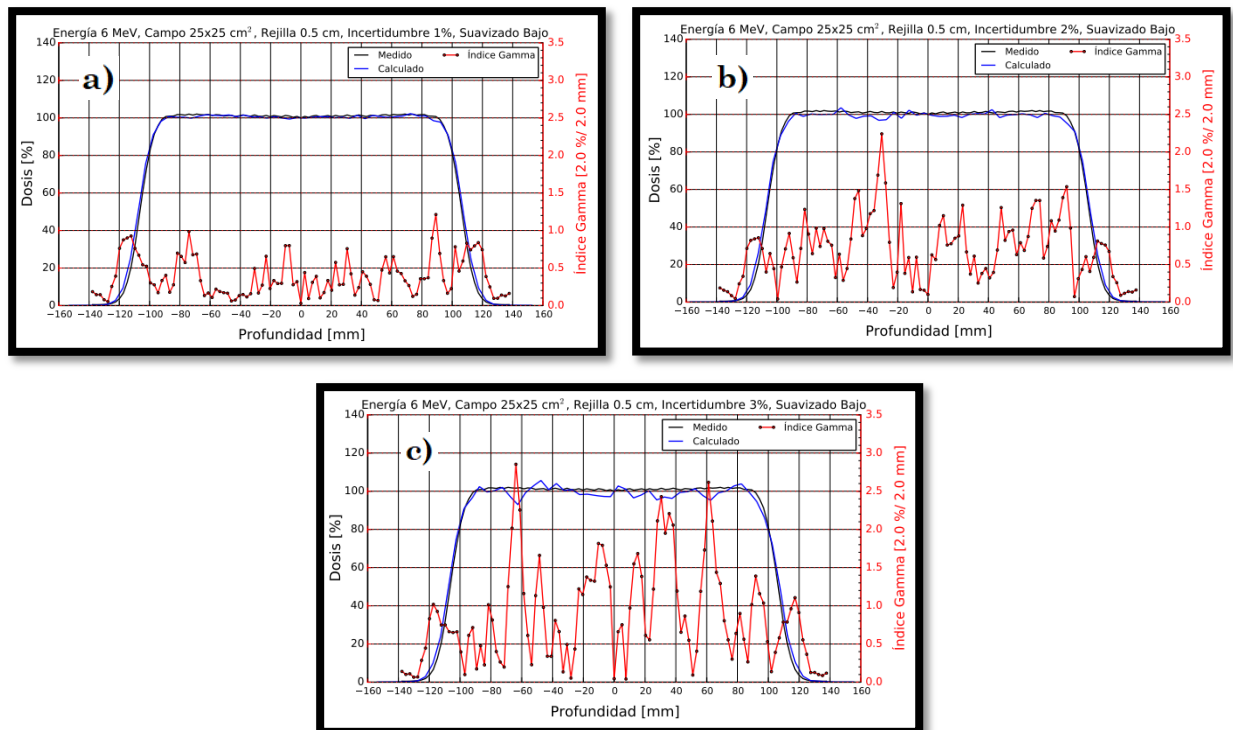 Energía 6 MeV, Campo 25x25 cm², Rejilla 0.5 cm, Incertidumbre 1%, Suavizado Bajo
a)
Medido
Calculado
Índice Gamma
140
120
100
80
60
40
20
0
Dosis [%]
3.5
3.0
2.5
2.0
1.5
1.0
0.5
0.0
Índice Gamma [2.0 %/ 2.0 mm]
−160 −140 −120 −100 −80 −60 −40 −20 0 20 40 60 80 100 120 140 160
Profundidad [mm]
Energía 6 MeV, Campo 25x25 cm², Rejilla 0.5 cm, Incertidumbre 2%, Suavizado Bajo
b)
Medido
Calculado
Índice Gamma
140
120
100
80
60
40
20
0
Dosis [%]
3.5
3.0
2.5
2.0
1.5
1.0
0.5
0.0
Índice Gamma [2.0 %/ 2.0 mm]
−160 −140 −120 −100 −80 −60 −40 −20 0 20 40 60 80 100 120 140 160
Profundidad [mm]
Energía 6 MeV, Campo 25x25 cm², Rejilla 0.5 cm, Incertidumbre 3%, Suavizado Bajo
c)
Medido
Calculado
Índice Gamma
140
120
100
80
60
40
20
0
Dosis [%]
3.5
3.0
2.5
2.0
1.5
1.0
0.5
0.0
Índice Gamma [2.0 %/ 2.0 mm]
−160 −140 −120 −100 −80 −60 −40 −20 0 20 40 60 80 100 120 140 160
Profundidad [mm]